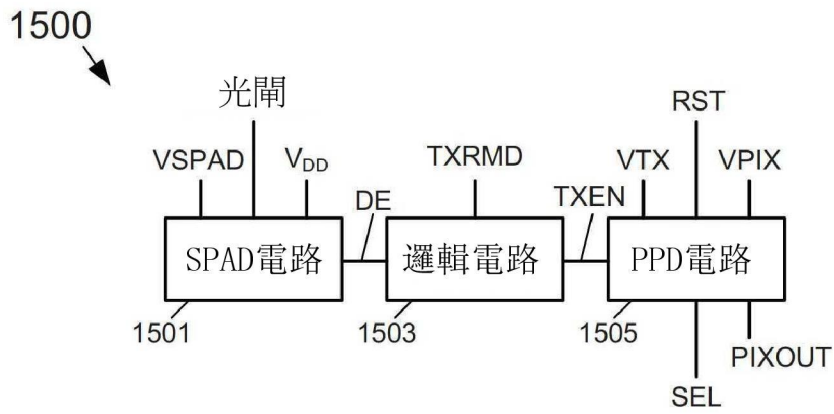 1500
光閘
RST
VSPAD
VDD
TXRMD
VTX
VPIX
DE
TXEN
SPAD電路
邏輯電路
PPD電路
1501
1503
1505
PIXOUT
SEL